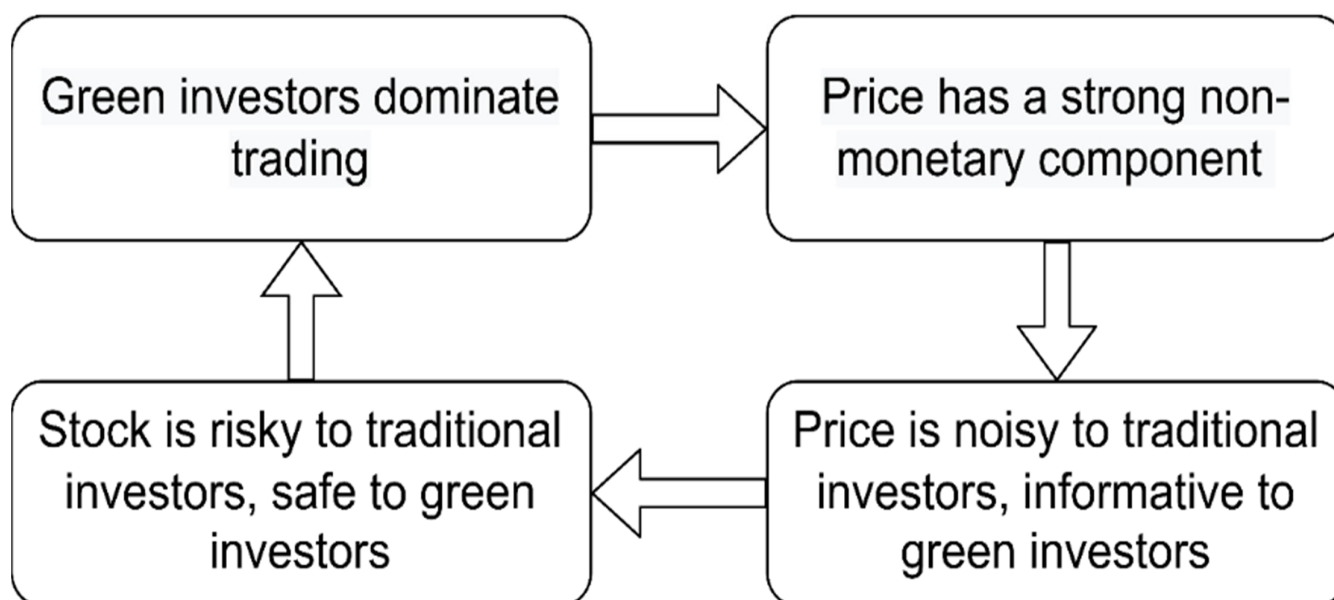 Green investors dominate
trading
Price has a strong non-
monetary component
Stock is risky to traditional
investors, safe to green
investors
Price is noisy to traditional
investors, informative to
green investors